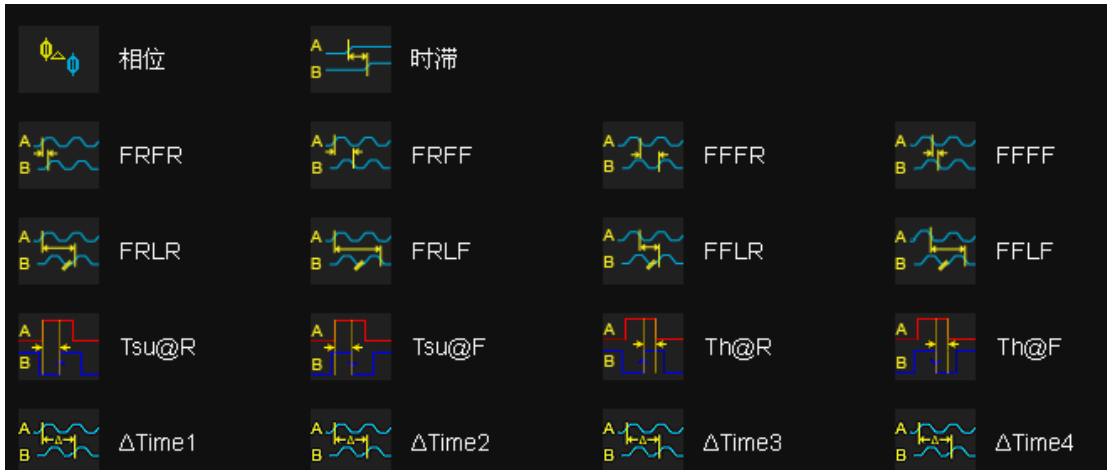 Φ△Φ 相位 A B 时滞
A B FRFR A B FRFF A B FFFR A B FFFF
A B FRLR A B FRLF A B FFLR A B FFLF
A B Tsu@R A B Tsu@F A B Th@R A B Th@F
A B Δ ΔTime1 A B Δ ΔTime2 A B Δ ΔTime3 A B Δ ΔTime4